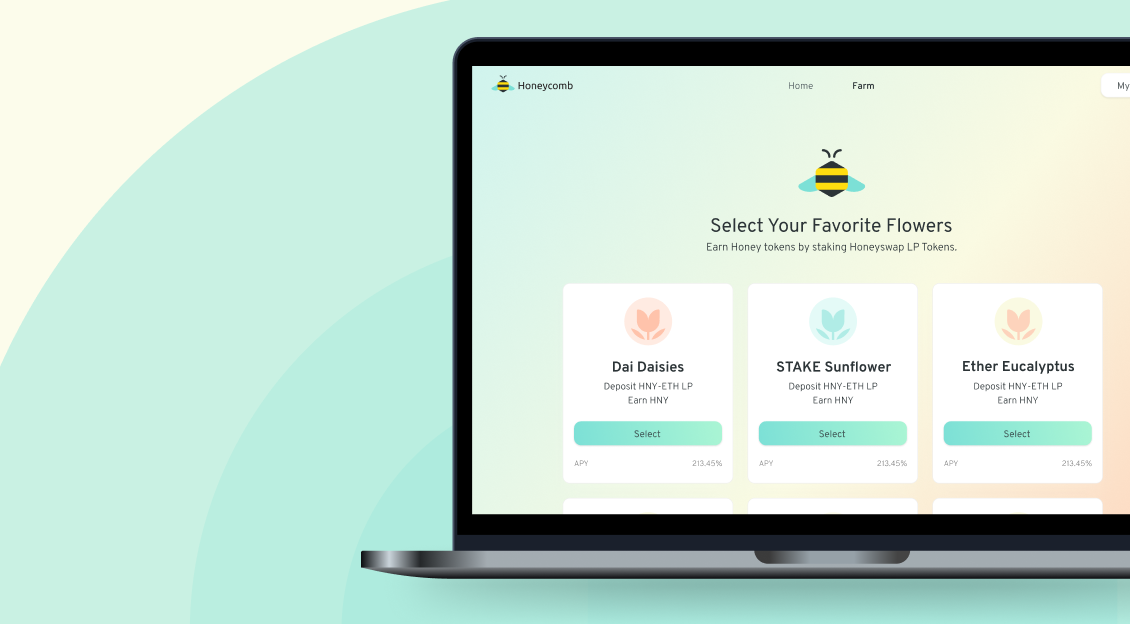 Honeycomb
Home
Farm
My
Select Your Favorite Flowers
Earn Honey tokens by staking Honeyswap LP Tokens.
Dai Daisies
Deposit HNY-ETH LP
Earn HNY
Select
APY 213.45%
STAKE Sunflower
Deposit HNY-ETH LP
Earn HNY
Select
APY 213.45%
Ether Eucalyptus
Deposit HNY-ETH LP
Earn HNY
Select
APY 213.45%